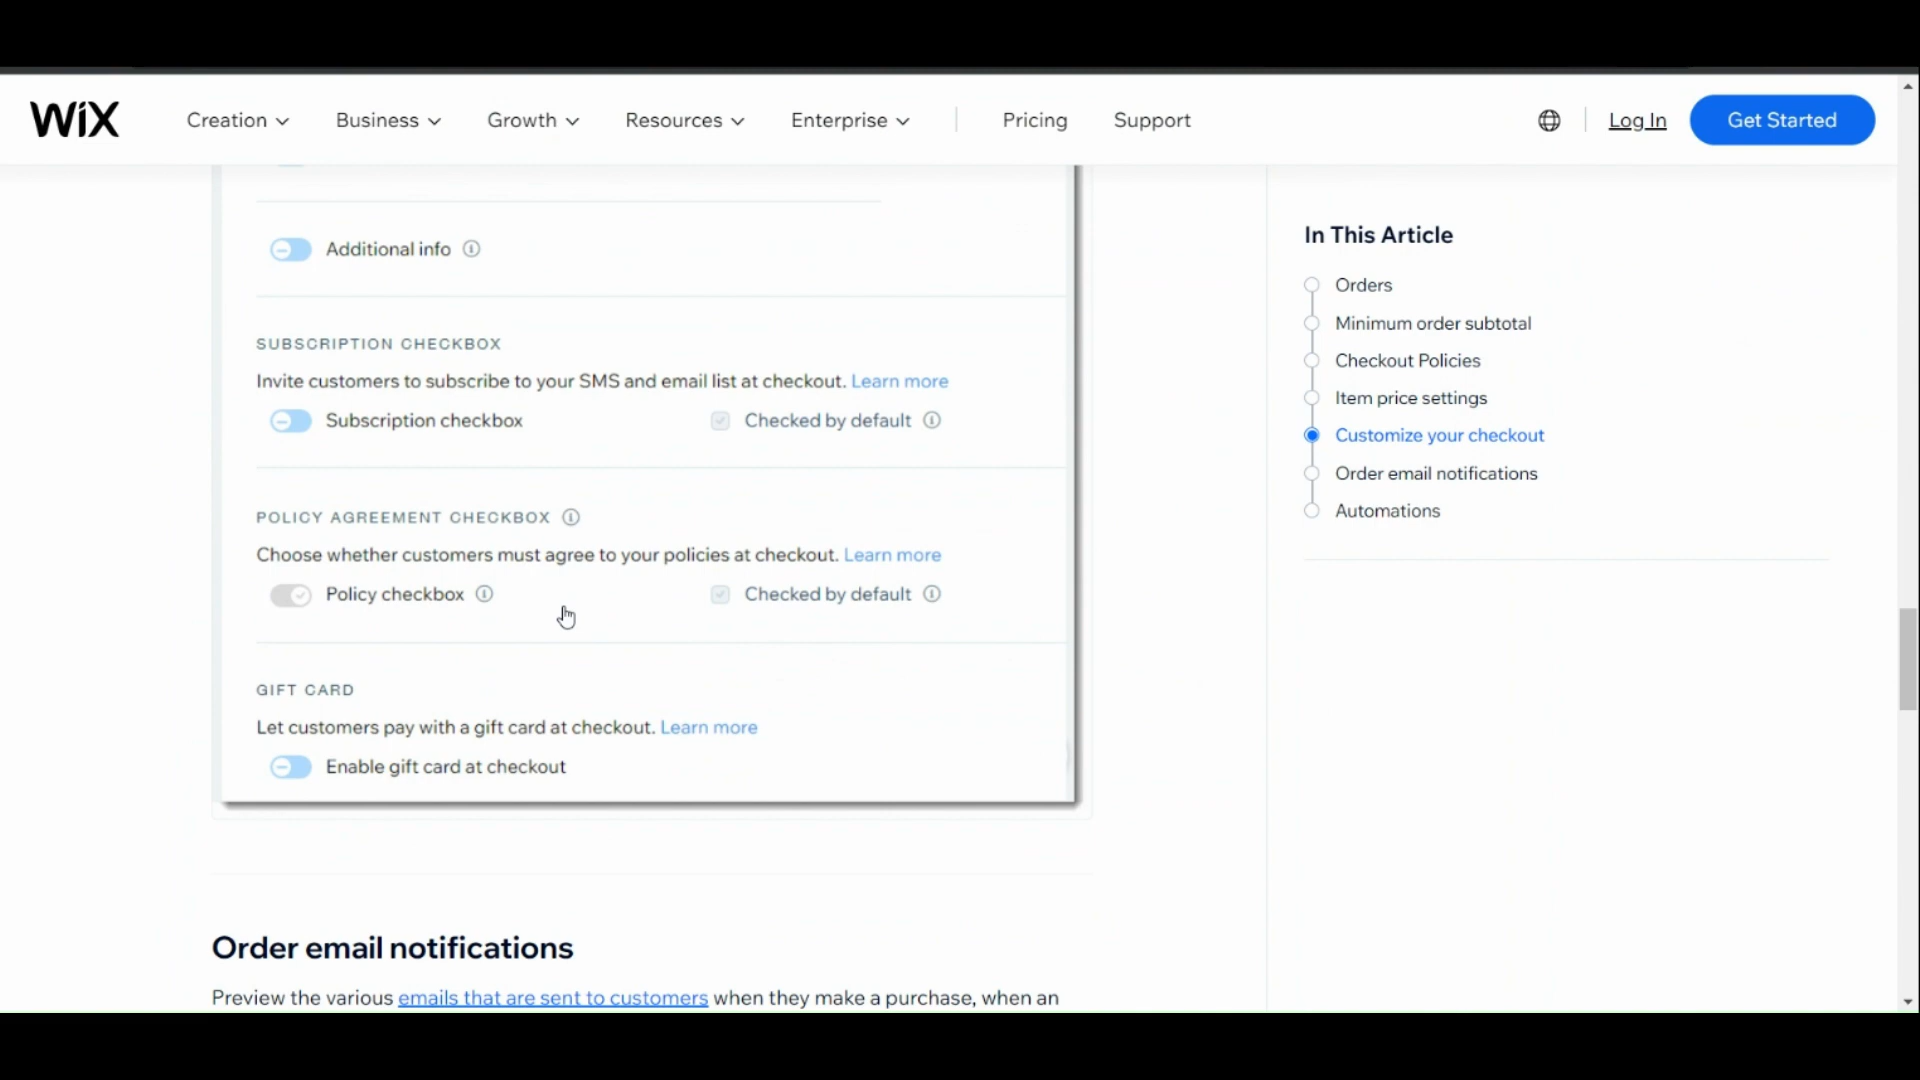 WiX Creation Business Growth Resources Enterprise Pricing Support Log In Get Started
Additional info
SUBSCRIPTION CHECKBOX
Invite customers to subscribe to your SMS and email list at checkout. Learn more
Subscription checkbox Checked by default
POLICY AGREEMENT CHECKBOX
Choose whether customers must agree to your policies at checkout. Learn more
Policy checkbox Checked by default
GIFT CARD
Let customers pay with a gift card at checkout. Learn more
Enable gift card at checkout
Order email notifications
Preview the various emails that are sent to customers when they make a purchase, when an
In This Article
Orders
Minimum order subtotal
Checkout Policies
Item price settings
Customize your checkout
Order email notifications
Automations